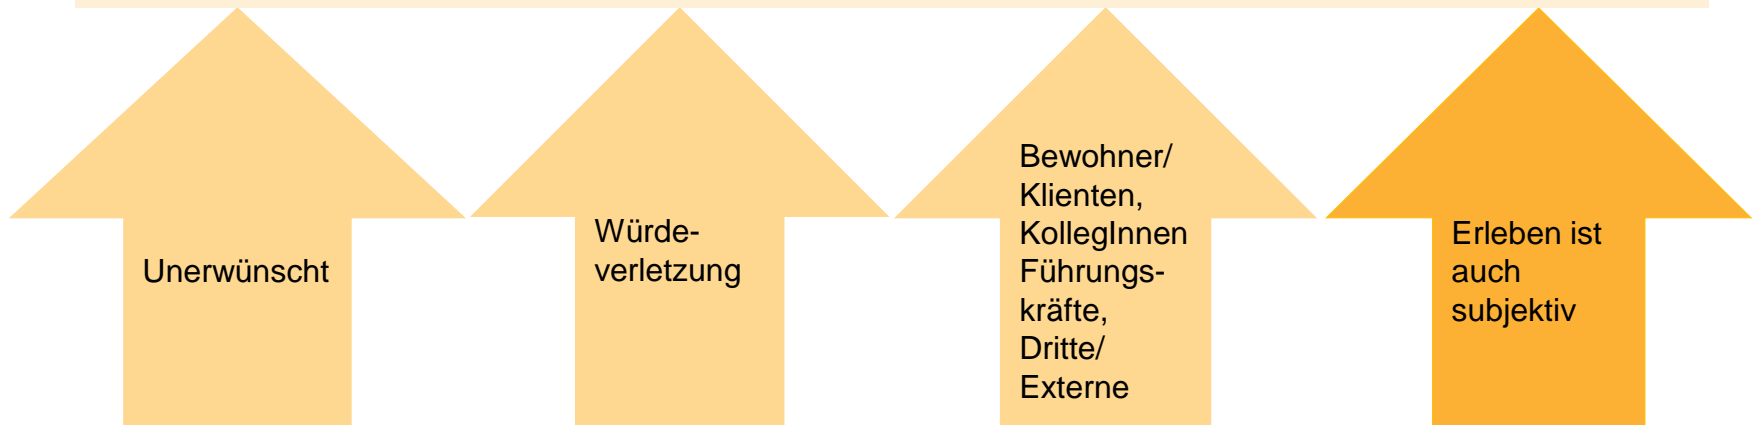 Unerwünscht
Würde-
verletzung
Bewohner/
Klienten,
KollegInnen
Führungs-
kräfte,
Dritte/
Externe
Erleben ist
auch
subjektiv